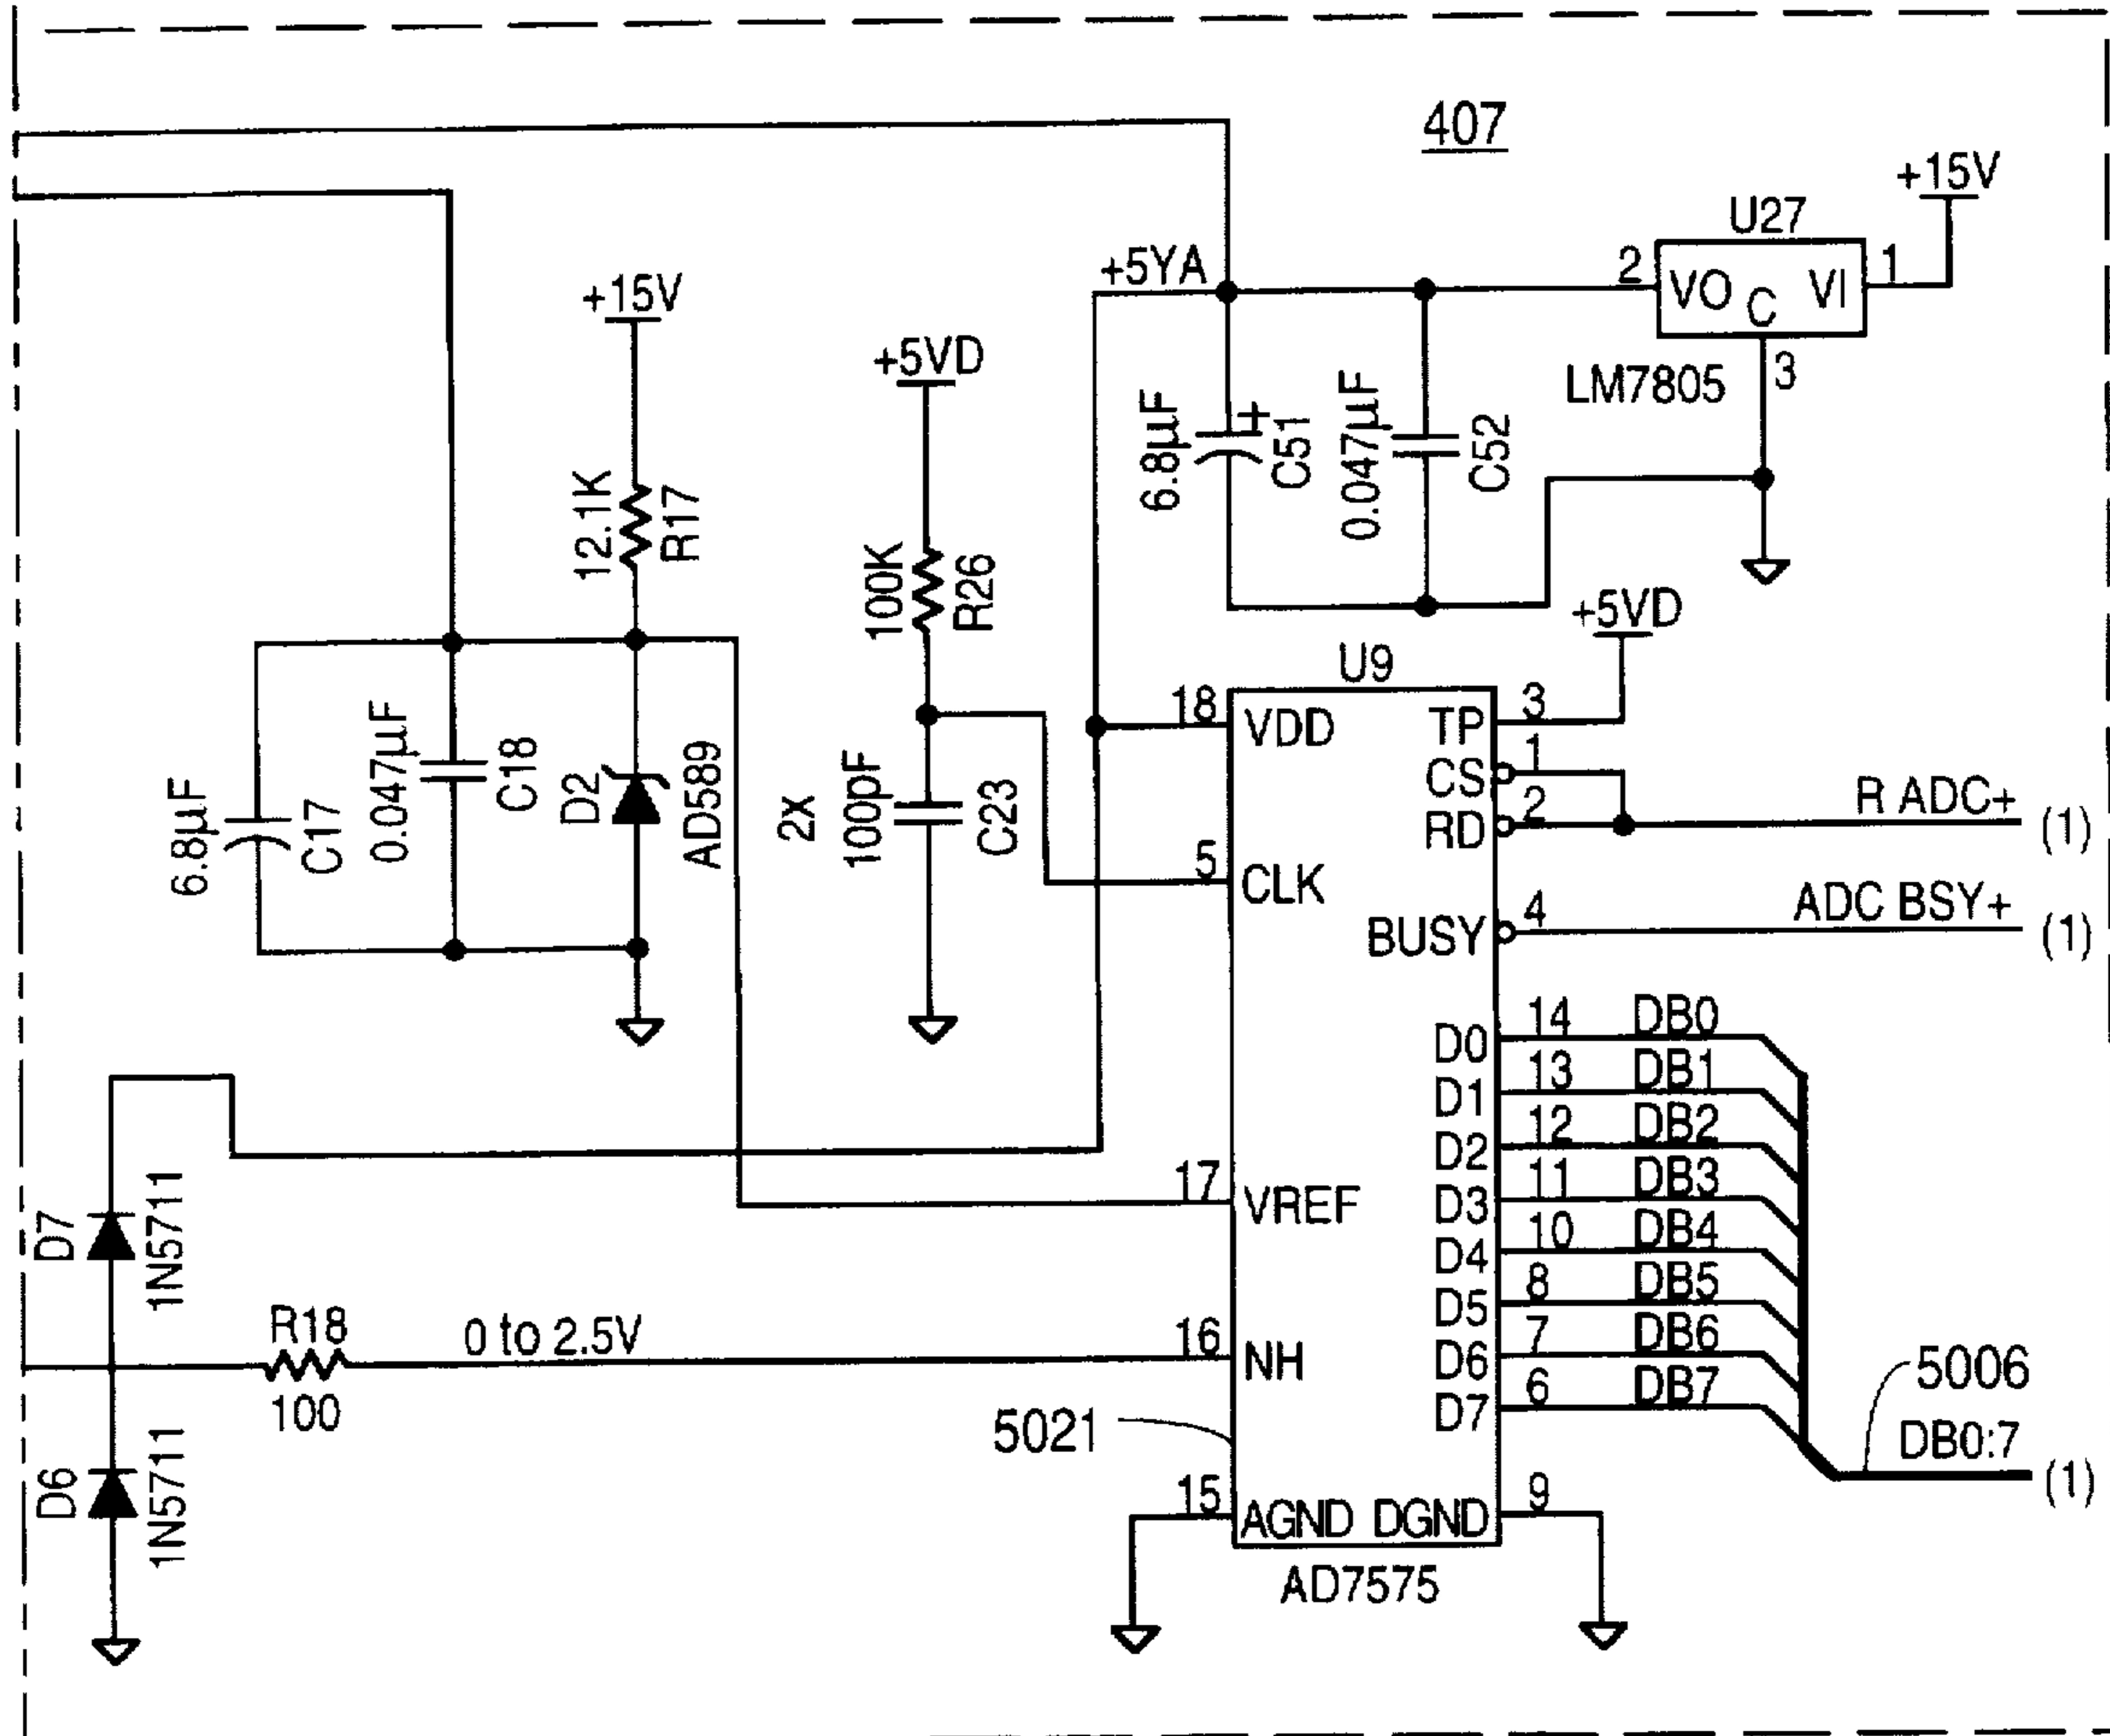 407
+15V
U27
2
VO
C
VI
1
LM7805
3
+5YA
+15V
+5VD
6.8µF
+
C51
0.047µF
C52
12.1K
R17
100K
R26
+5VD
U9
6.8µF
C17
0.047µF
C18
D2
AD589
2x
100pF
C23
18
VDD
TP
3
CS
1
RD
2
R ADC+
(1)
5
CLK
BUSY
4
ADC BSY+
(1)
D0
14
DB0
D1
13
DB1
D2
12
DB2
D3
11
DB3
D4
10
DB4
D5
8
DB5
D6
7
DB6
D7
6
DB7
5006
DB0:7
(1)
17
VREF
D7
1N5711
R18
100
0 to 2.5V
16
NH
5021
D6
1N5711
15
AGND
DGND
9
AD7575